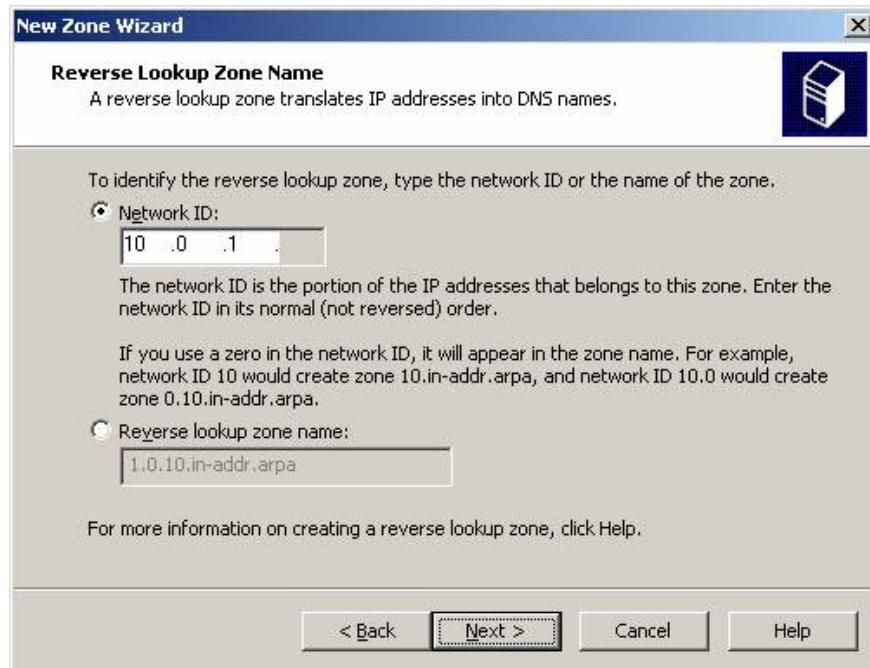 New Zone Wizard
Reverse Lookup Zone Name
A reverse lookup zone translates IP addresses into DNS names.
To identify the reverse lookup zone, type the network ID or the name of the zone.
Network ID:
10 .0 .1 .
The network ID is the portion of the IP addresses that belongs to this zone. Enter the
network ID in its normal (not reversed) order.
If you use a zero in the network ID, it will appear in the zone name. For example,
network ID 10 would create zone 10.in-addr.arpa, and network ID 10.0 would create
zone 0.10.in-addr.arpa.
Reverse lookup zone name:
1.0.10.in-addr.arpa
For more information on creating a reverse lookup zone, click Help.
< Back Next > Cancel Help